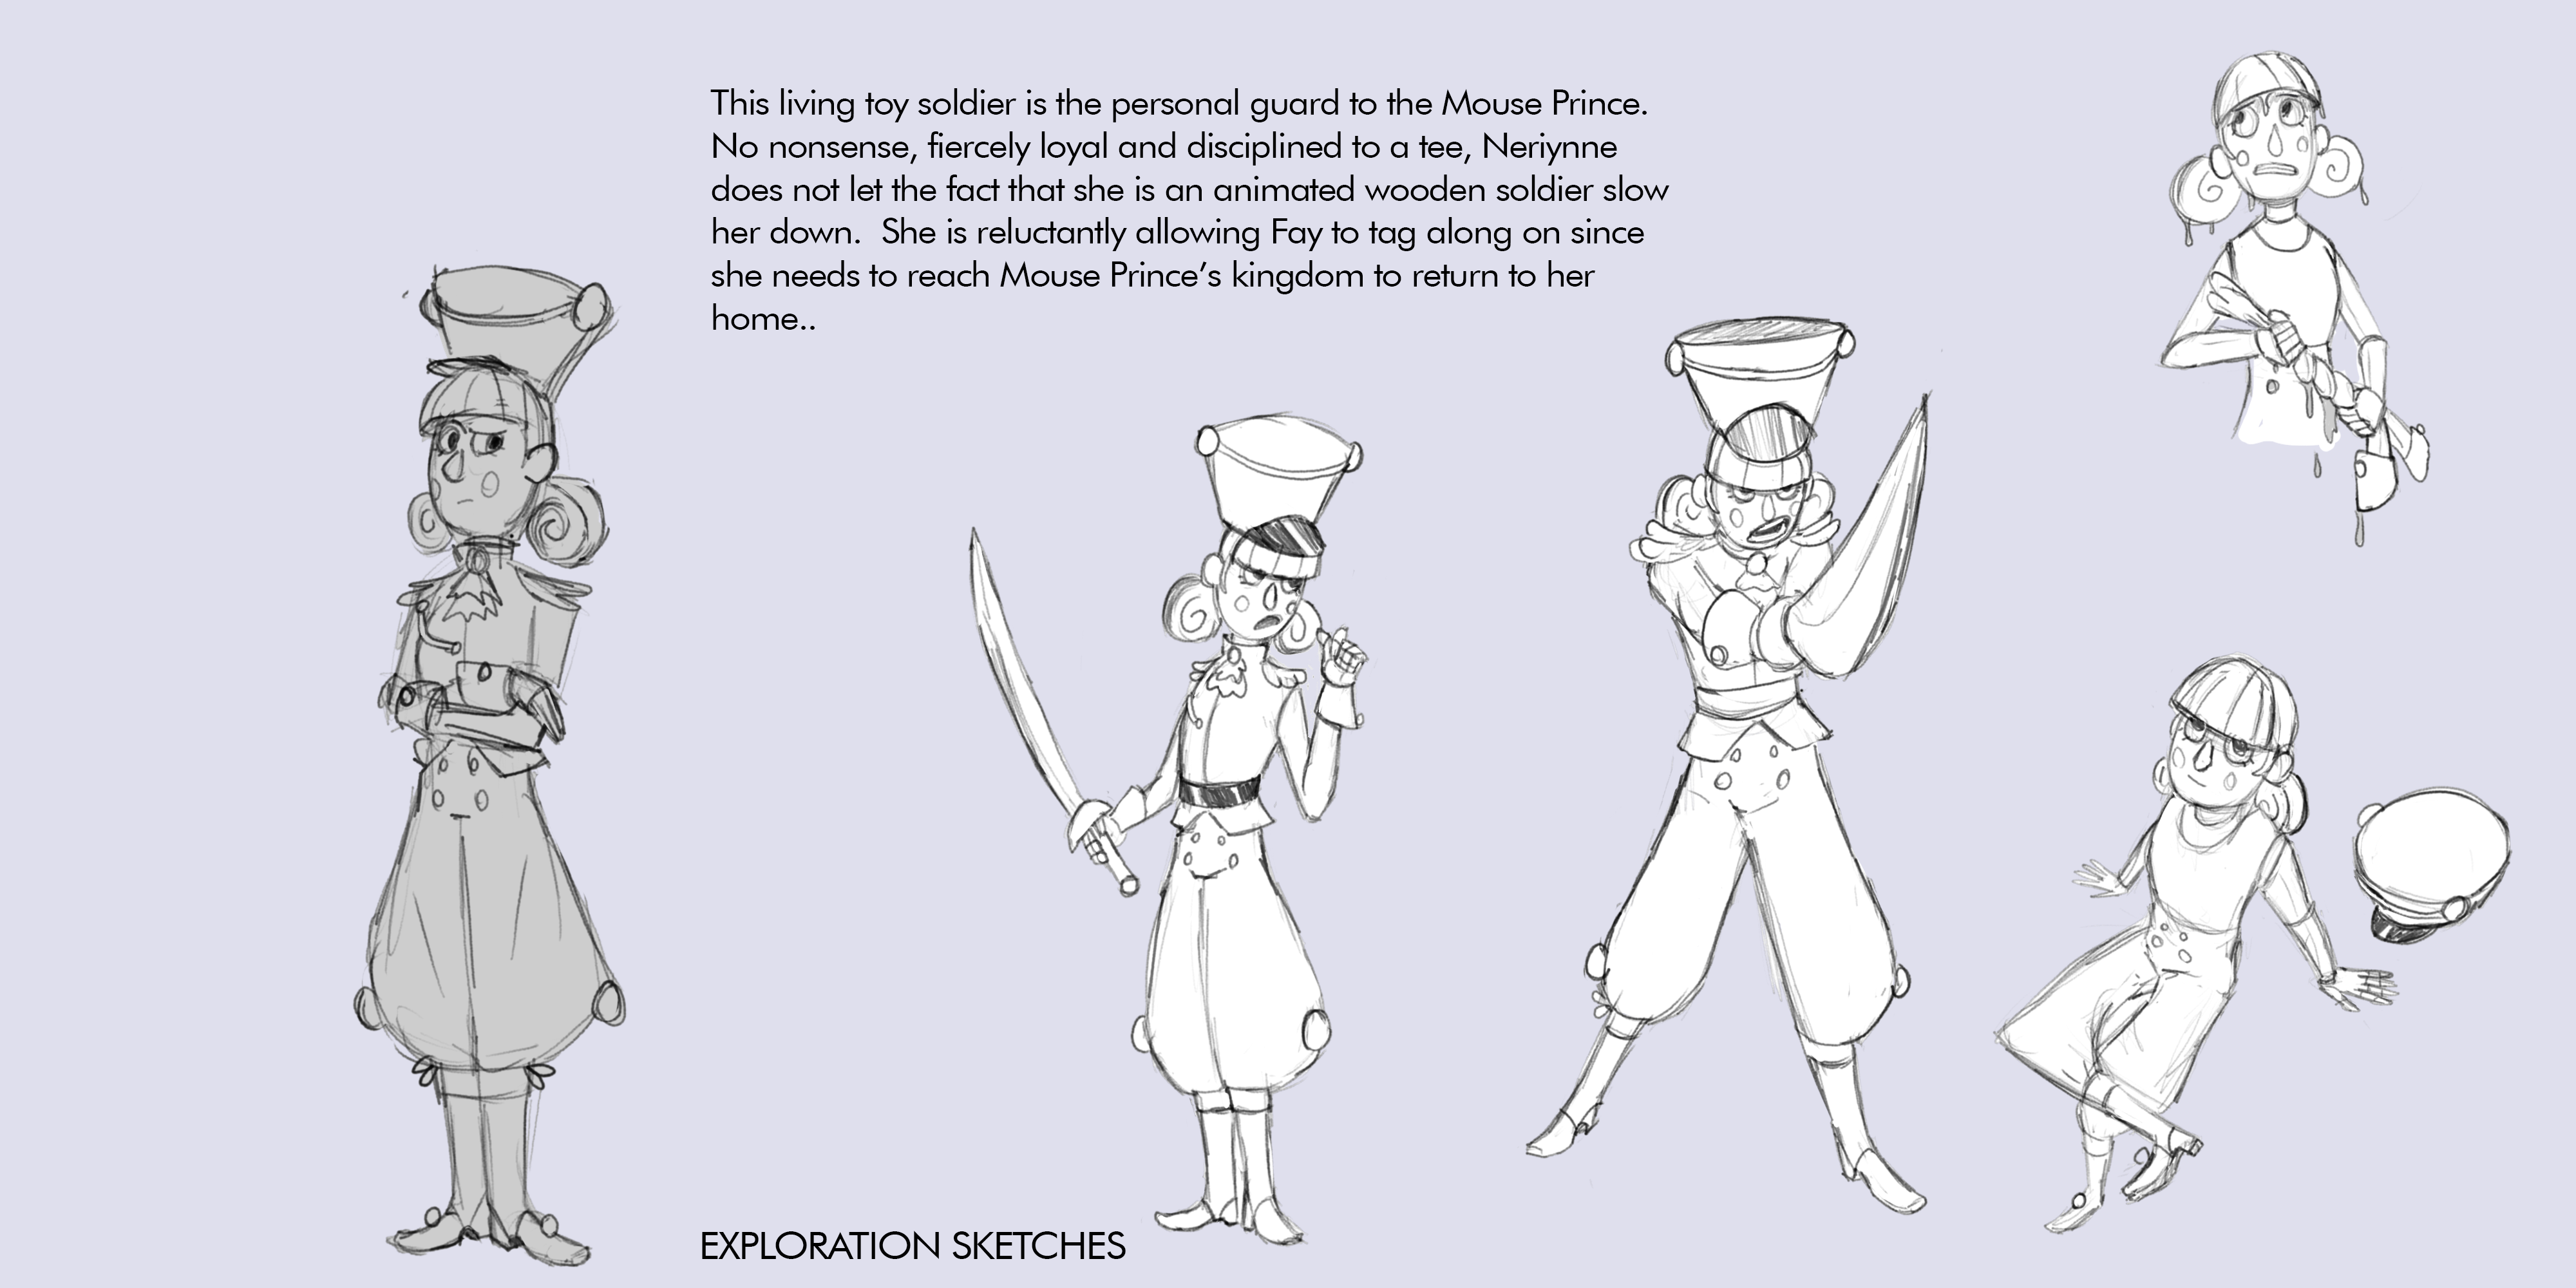 This living toy soldier is the personal guard to the Mouse Prince.
No nonsense, fiercely loyal and disciplined to a tee, Neriynne
does not let the fact that she is an animated wooden soldier slow
her down.  She is reluctantly allowing Fay to tag along on since
she needs to reach Mouse Prince’s kingdom to return to her
home..
EXPLORATION SKETCHES